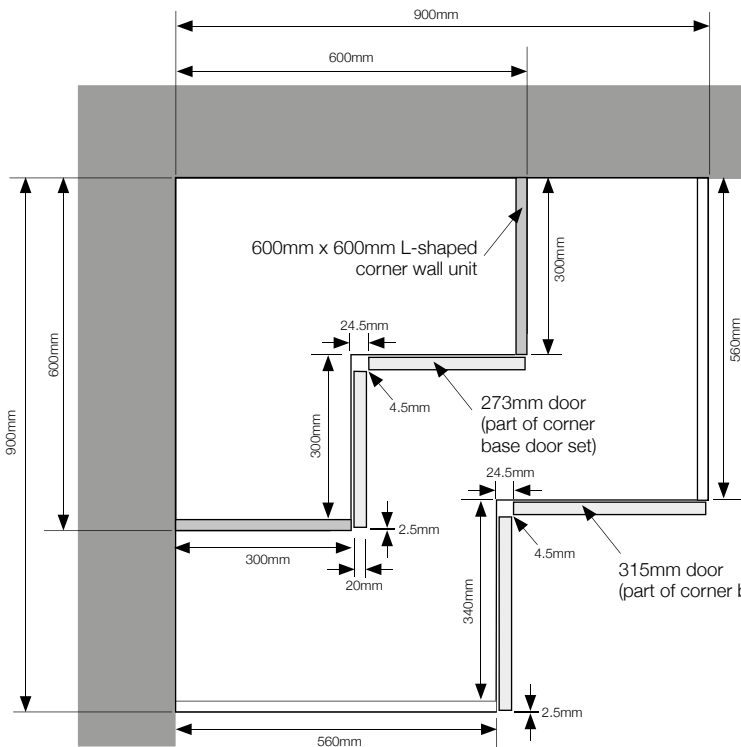 900mm
600mm
600mm x 600mm L-shaped
corner wall unit
300mm
560mm
600mm
900mm
24.5mm
4.5mm
273mm door
(part of corner
base door set)
300mm
24.5mm
2.5mm
4.5mm
300mm
20mm
315mm door
(part of corner b
340mm
2.5mm
560mm